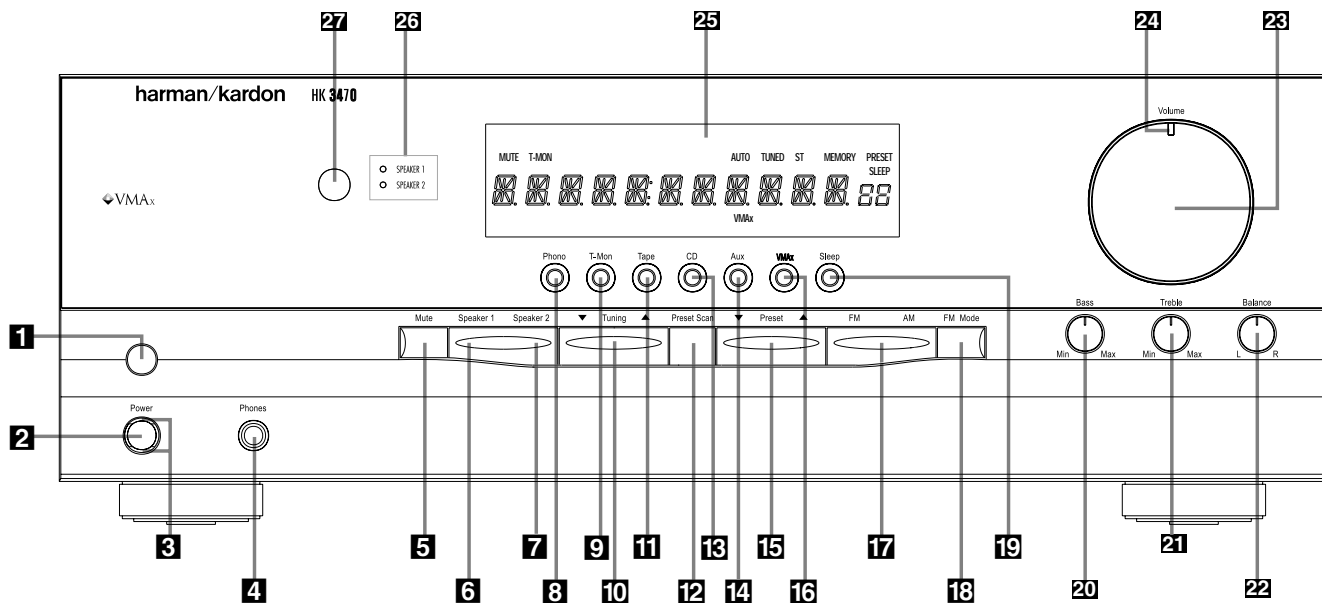 27 26 25 24 23
Volume
harman/kardon HK 3470
SPEAKER 1
SPEAKER 2
VMAx
MUTE T-MON AUTO TUNED ST MEMORY PRESET
SLEEP
VMAx
Phono T-Mon Tape CD Aux VMAx Sleep
Mute Speaker 1 Speaker 2 ▼ Tuning ▲ Preset Scan ▼ Preset ▲ FM AM FM Mode
Bass Treble Balance
Min Max Min Max L R
1
Power Phones
2
3 4 5 6 7 8 9 10 11 12 13 14 15 16 17 18 19 20 21 22